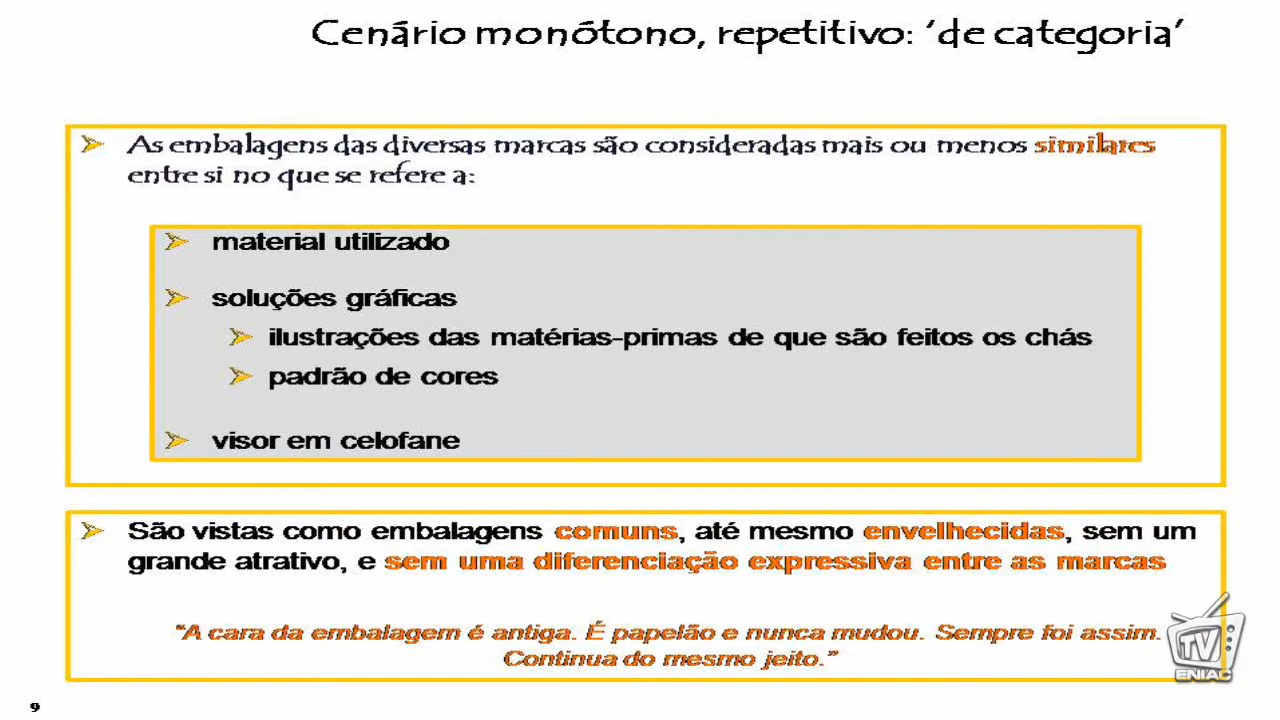 Cenário monótono, repetitivo: ‘de categoria’
As embalagens das diversas marcas são consideradas mais ou menos similares
entre si no que se refere a:
material utilizado
soluções gráficas
ilustrações das matérias-primas de que são feitos os chás
padrão de cores
visor em celofane
São vistas como embalagens comuns, até mesmo envelhecidas, sem um
grande atrativo, e sem uma diferenciação expressiva entre as marcas
“A cara da embalagem é antiga. É papelão e nunca mudou. Sempre foi assim.
Continua do mesmo jeito.”
TV
ENIAC
9